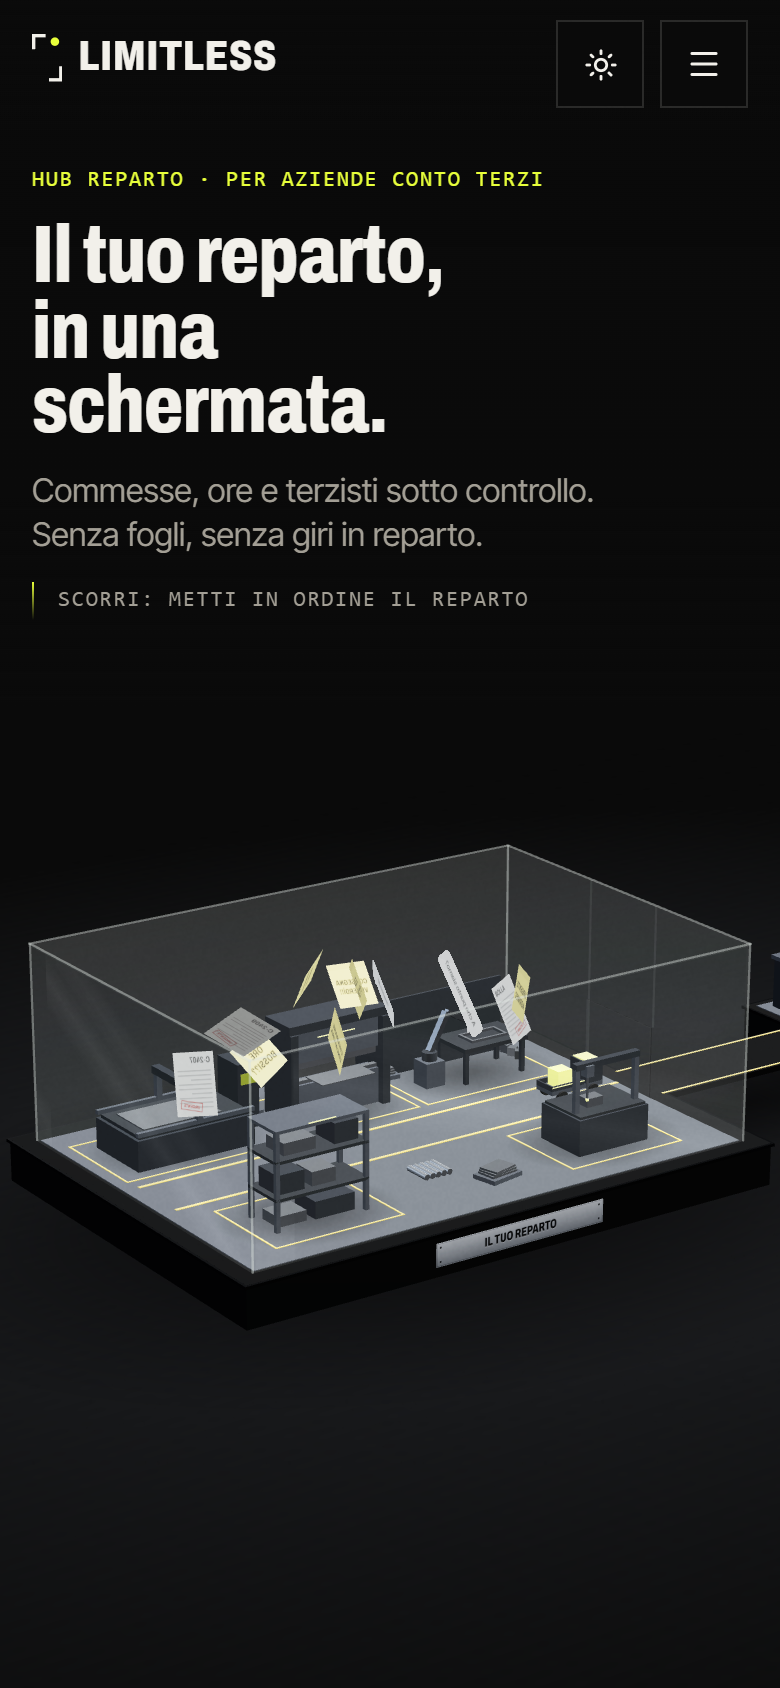 LIMITLESS
HUB REPARTO · PER AZIENDE CONTO TERZI
Il tuo reparto,
in una
schermata.
Commesse, ore e terzisti sotto controllo.
Senza fogli, senza giri in reparto.
SCORRI: METTI IN ORDINE IL REPARTO
IL TUO REPARTO